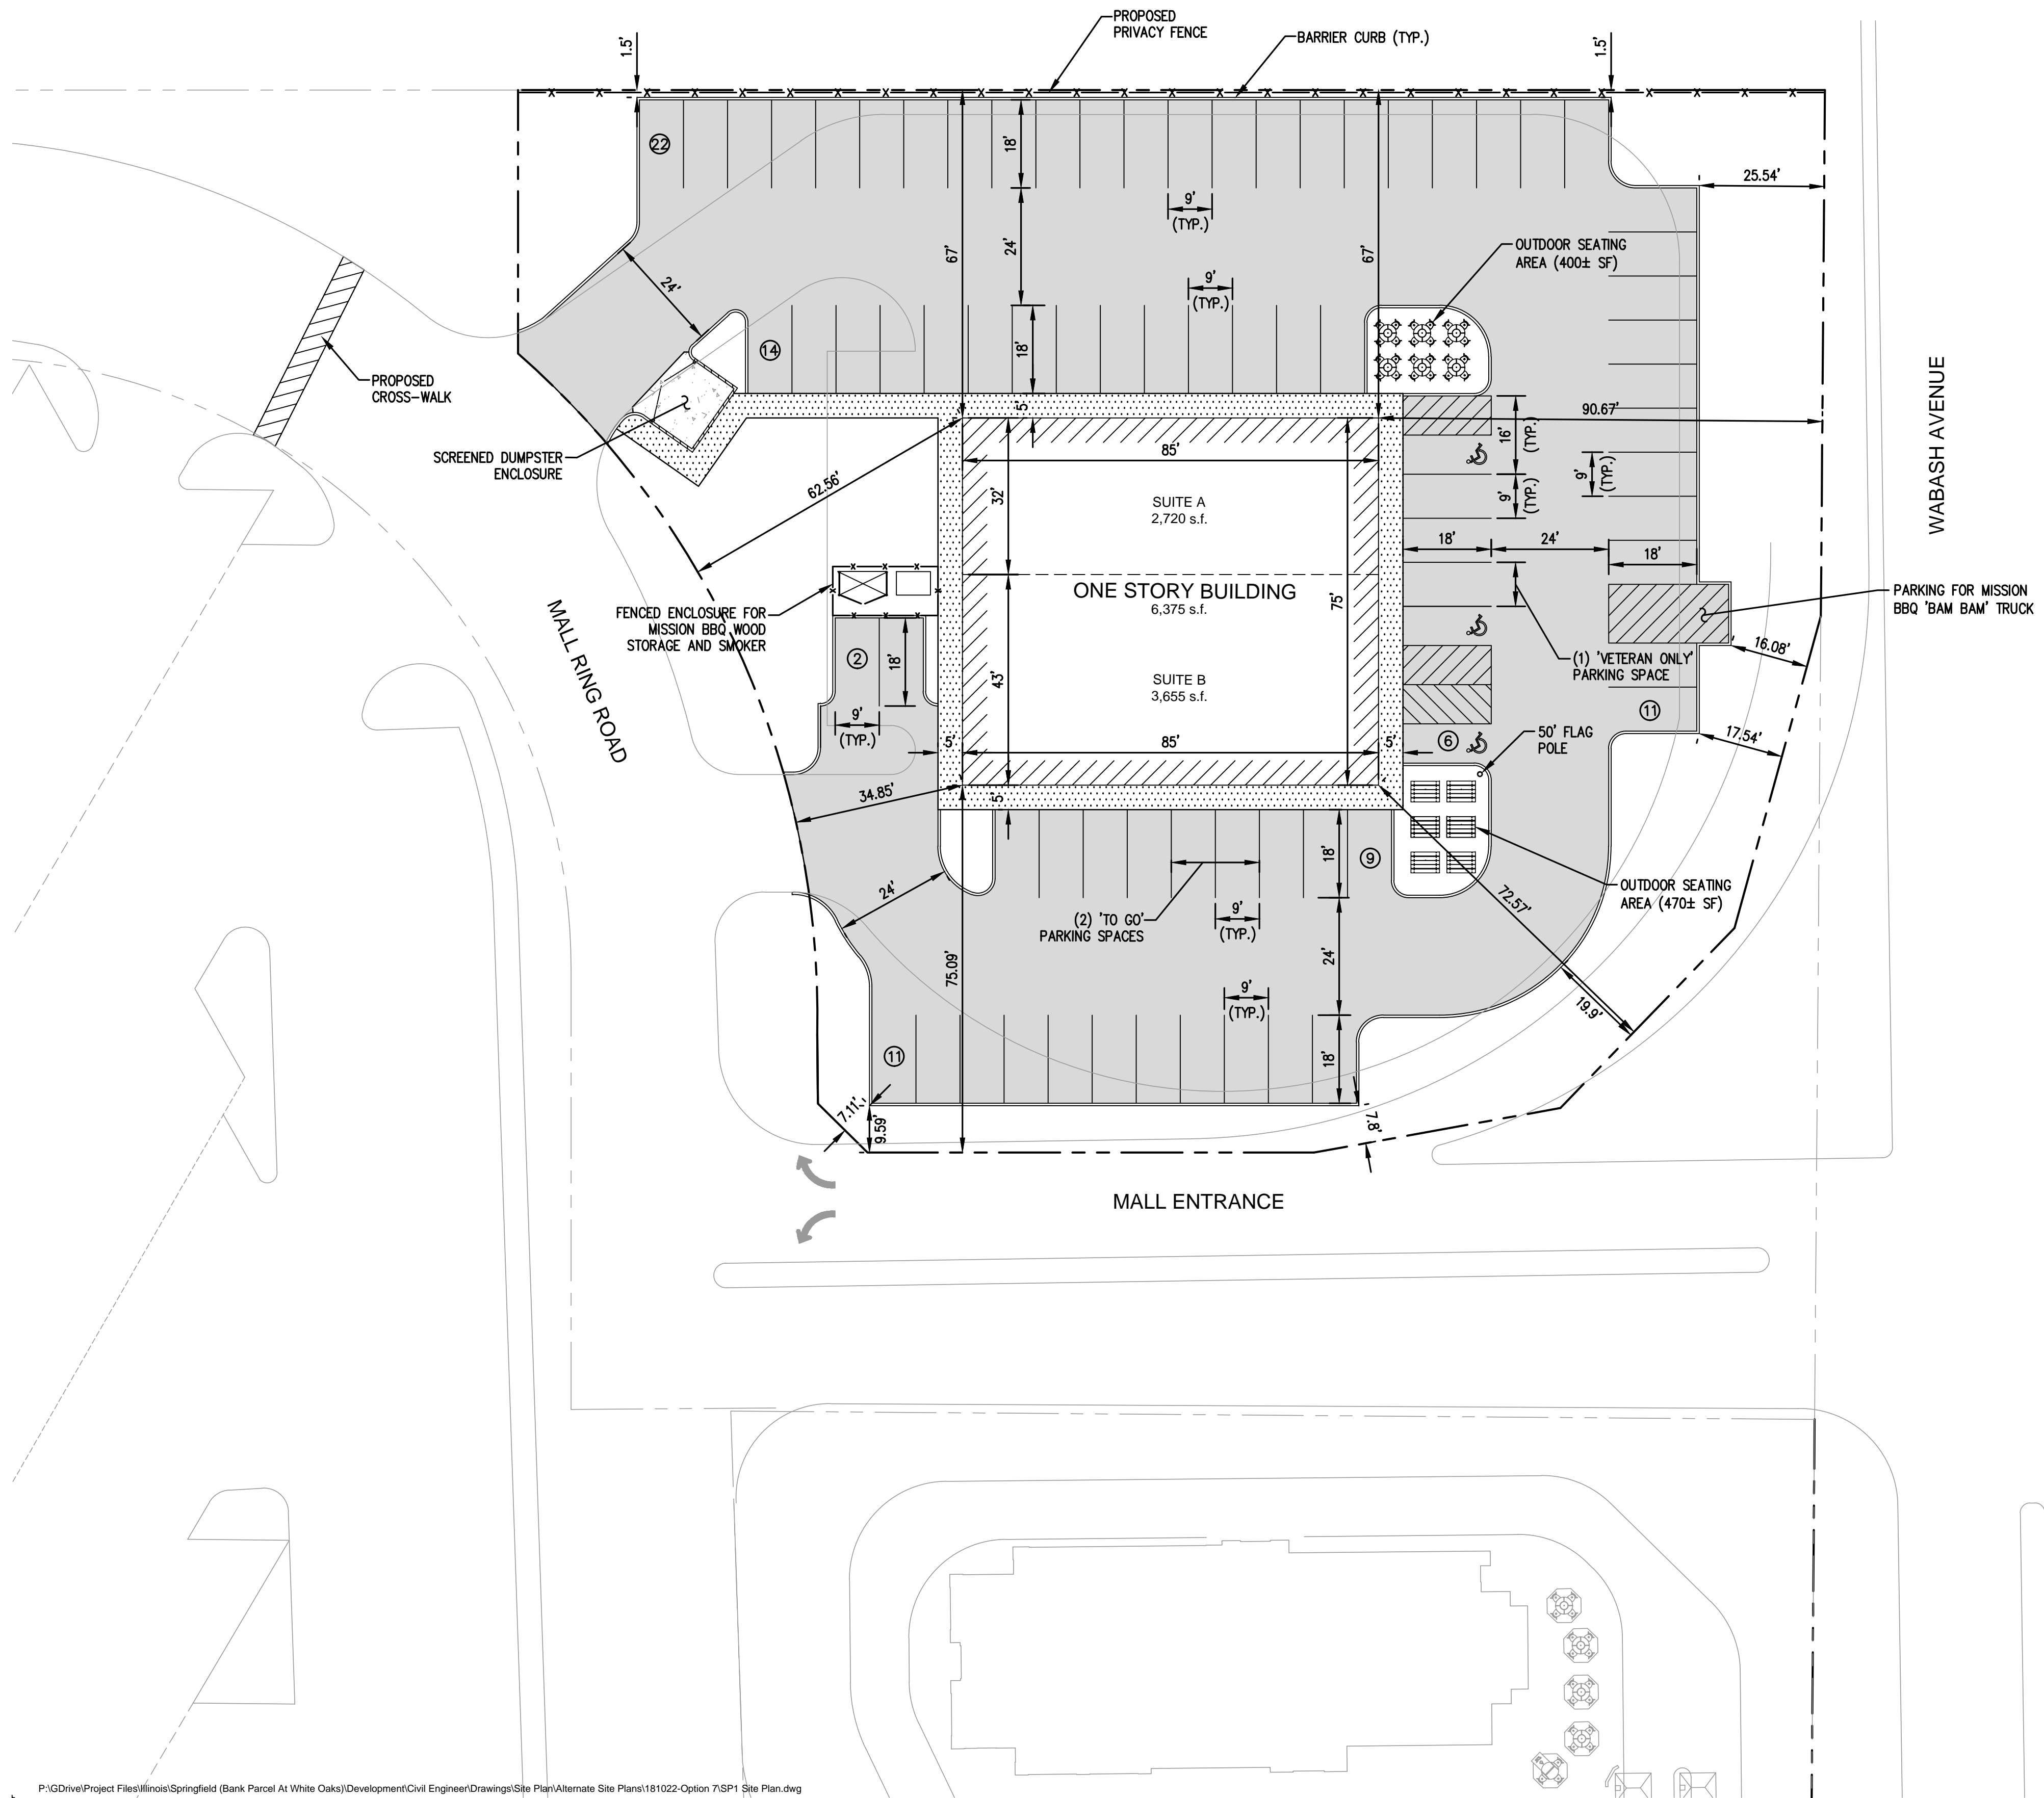 PROPOSED
PRIVACY FENCE
BARRIER CURB (TYP.)
1.5'
1.5'
22
18'
25.54'
9'
(TYP.)
67'
24'
67'
OUTDOOR SEATING
AREA (400± SF)
24'
9'
(TYP.)
14
18'
PROPOSED
CROSS-WALK
WABASH AVENUE
5'
90.67'
16'
(TYP.)
SCREENED DUMPSTER
ENCLOSURE
85'
9'
(TYP.)
62.56'
32'
SUITE A
2,720 s.f.
9'
(TYP.)
18'
24'
18'
ONE STORY BUILDING
6,375 s.f.
75'
PARKING FOR MISSION
BBQ 'BAM BAM' TRUCK
FENCED ENCLOSURE FOR
MISSION BBQ WOOD
STORAGE AND SMOKER
MALL RING ROAD
2
18'
16.08'
(1) 'VETERAN ONLY'
PARKING SPACE
43'
SUITE B
3,655 s.f.
11
9'
(TYP.)
5'
85'
5'
6
50' FLAG
POLE
17.54'
34.85'
5'
18'
9
24'
72.57'
OUTDOOR SEATING
AREA (470± SF)
(2) 'TO GO'
PARKING SPACES
9'
(TYP.)
75.09'
24'
9'
(TYP.)
19.9'
11
18'
7.11'
9.59'
7.8'
MALL ENTRANCE
P:\GDrive\Project Files\Illinois\Springfield (Bank Parcel At White Oaks)\Development\Civil Engineer\Drawings\Site Plan\Alternate Site Plans\181022-Option 7\SP1 Site Plan.dwg